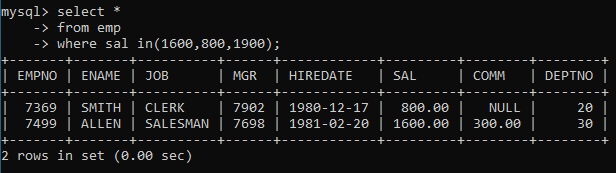 mysql> select *
    -> from emp
    -> where sal in(1600,800,1900);
+-------+-------+----------+------+------------+---------+--------+--------+
| EMPNO | ENAME | JOB      | MGR  | HIREDATE   | SAL     | COMM   | DEPTNO |
+-------+-------+----------+------+------------+---------+--------+--------+
|  7369 | SMITH | CLERK    | 7902 | 1980-12-17 |  800.00 |   NULL |     20 |
|  7499 | ALLEN | SALESMAN | 7698 | 1981-02-20 | 1600.00 | 300.00 |     30 |
+-------+-------+----------+------+------------+---------+--------+--------+
2 rows in set (0.00 sec)